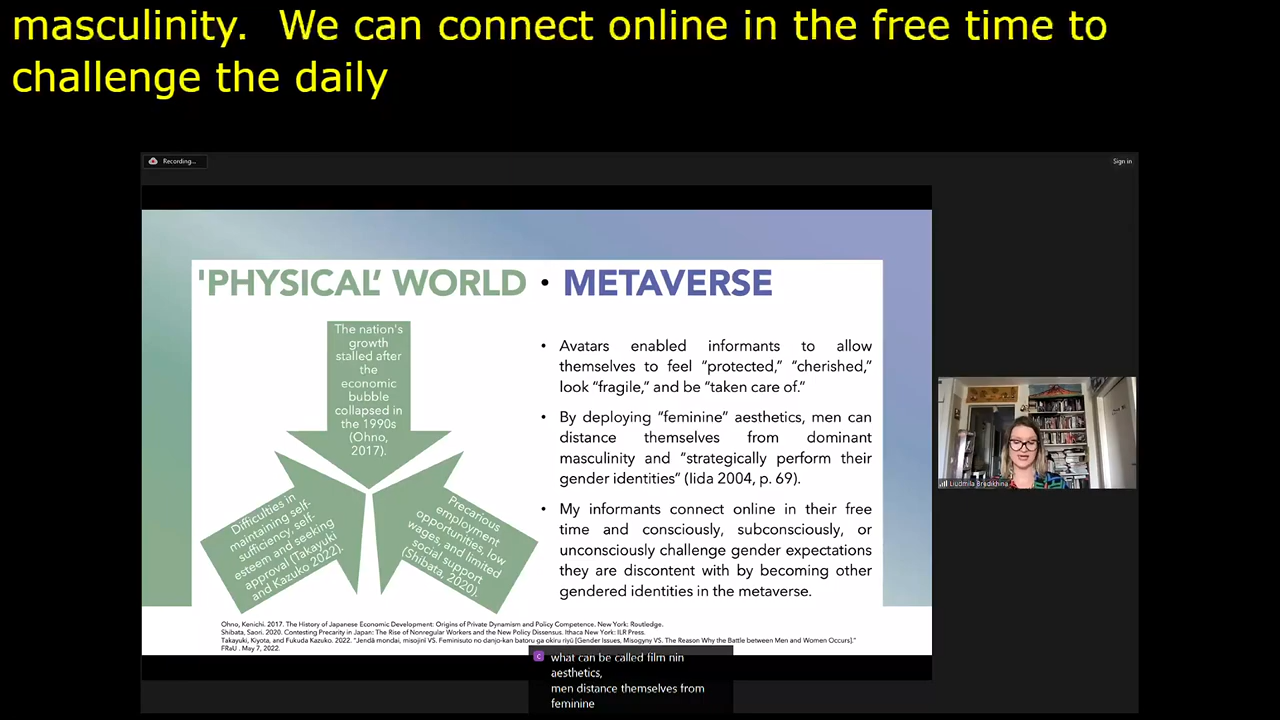 masculinity.  We can connect online in the free time to
challenge the daily
Recording...
Sign in
'PHYSICAL' WORLD • METAVERSE
The nation's
growth
stalled after
the
economic
bubble
collapsed in
the 1990s
(Ohno,
2017).
Difficulties in
maintaining self-
sufficiency, self-
esteem and seeking
approval (Takayuki
and Kazuko 2022).
Precarious
employment
opportunities, low
wages, and limited
social support
(Shibata, 2020).
• Avatars enabled informants to allow
themselves to feel “protected,” “cherished,”
look “fragile,” and be “taken care of.”
• By deploying “feminine” aesthetics, men can
distance themselves from dominant
masculinity and “strategically perform their
gender identities” (Iida 2004, p. 69).
• My informants connect online in their free
time and consciously, subconsciously, or
unconsciously challenge gender expectations
they are discontent with by becoming other
gendered identities in the metaverse.
Ohno, Kenichi. 2017. The History of Japanese Economic Development: Origins of Private Dynamism and Policy Competence. New York: Routledge.
Shibata, Saori. 2020. Contesting Precarity in Japan: The Rise of Nonregular Workers and the New Policy Dissensus. Ithaca New York: ILR Press.
Takayuki, Kiyota, and Fukuda Kazuko. 2022. "Jendā mondai, misojinī VS. Feminisuto no danjo-kan batoru ga okiru riyū [Gender Issues, Misogyny VS. The Reason Why the Battle between Men and Women Occurs]."
FRaU . May 7, 2022.
Liudmila Bredikhina
C
what can be called film nin
aesthetics,
men distance themselves from
feminine